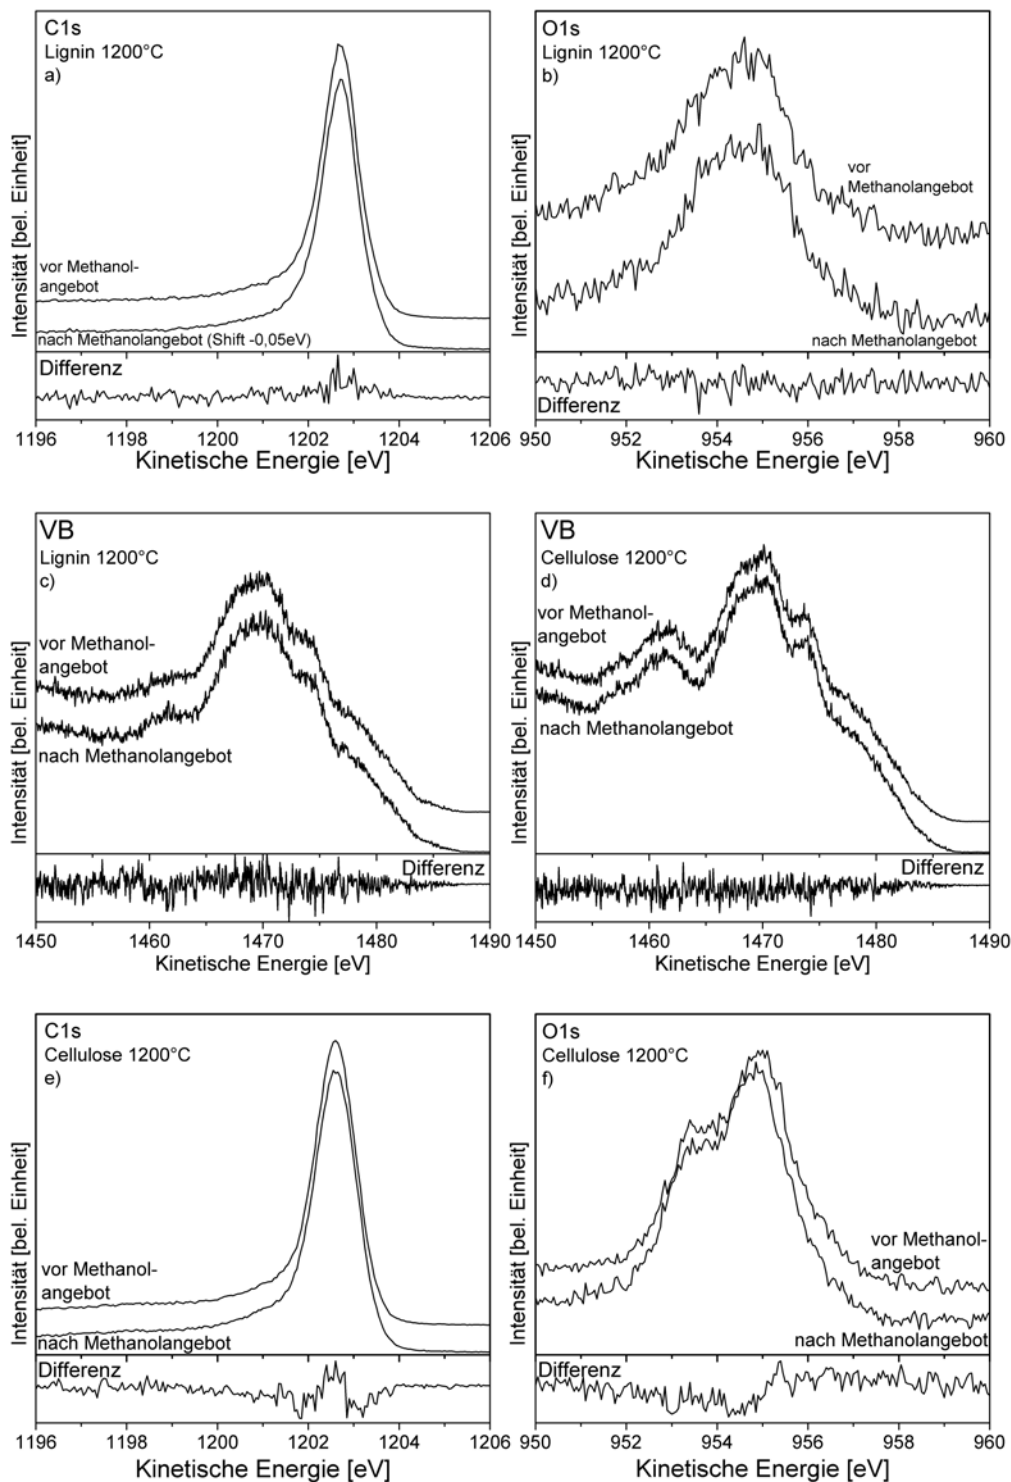 C1s
Lignin 1200°C
a)
vor Methanol-
angebot
nach Methanolangebot (Shift -0,05eV)
Differenz
Intensität [bel. Einheit]
1196 1198 1200 1202 1204 1206
Kinetische Energie [eV]
O1s
Lignin 1200°C
b)
vor
Methanolangebot
nach Methanolangebot
Differenz
Intensität [bel. Einheit]
950 952 954 956 958 960
Kinetische Energie [eV]
VB
Lignin 1200°C
c)
vor Methanol-
angebot
nach Methanolangebot
Differenz
Intensität [bel. Einheit]
1450 1460 1470 1480 1490
Kinetische Energie [eV]
VB
Cellulose 1200°C
d)
vor Methanol-
angebot
nach Methanolangebot
Differenz
Intensität [bel. Einheit]
1450 1460 1470 1480 1490
Kinetische Energie [eV]
C1s
Cellulose 1200°C
e)
vor Methanol-
angebot
nach Methanolangebot
Differenz
Intensität [bel. Einheit]
1196 1198 1200 1202 1204 1206
Kinetische Energie [eV]
O1s
Cellulose 1200°C
f)
vor Methanol-
angebot
nach Methanolangebot
Differenz
Intensität [bel. Einheit]
950 952 954 956 958 960
Kinetische Energie [eV]